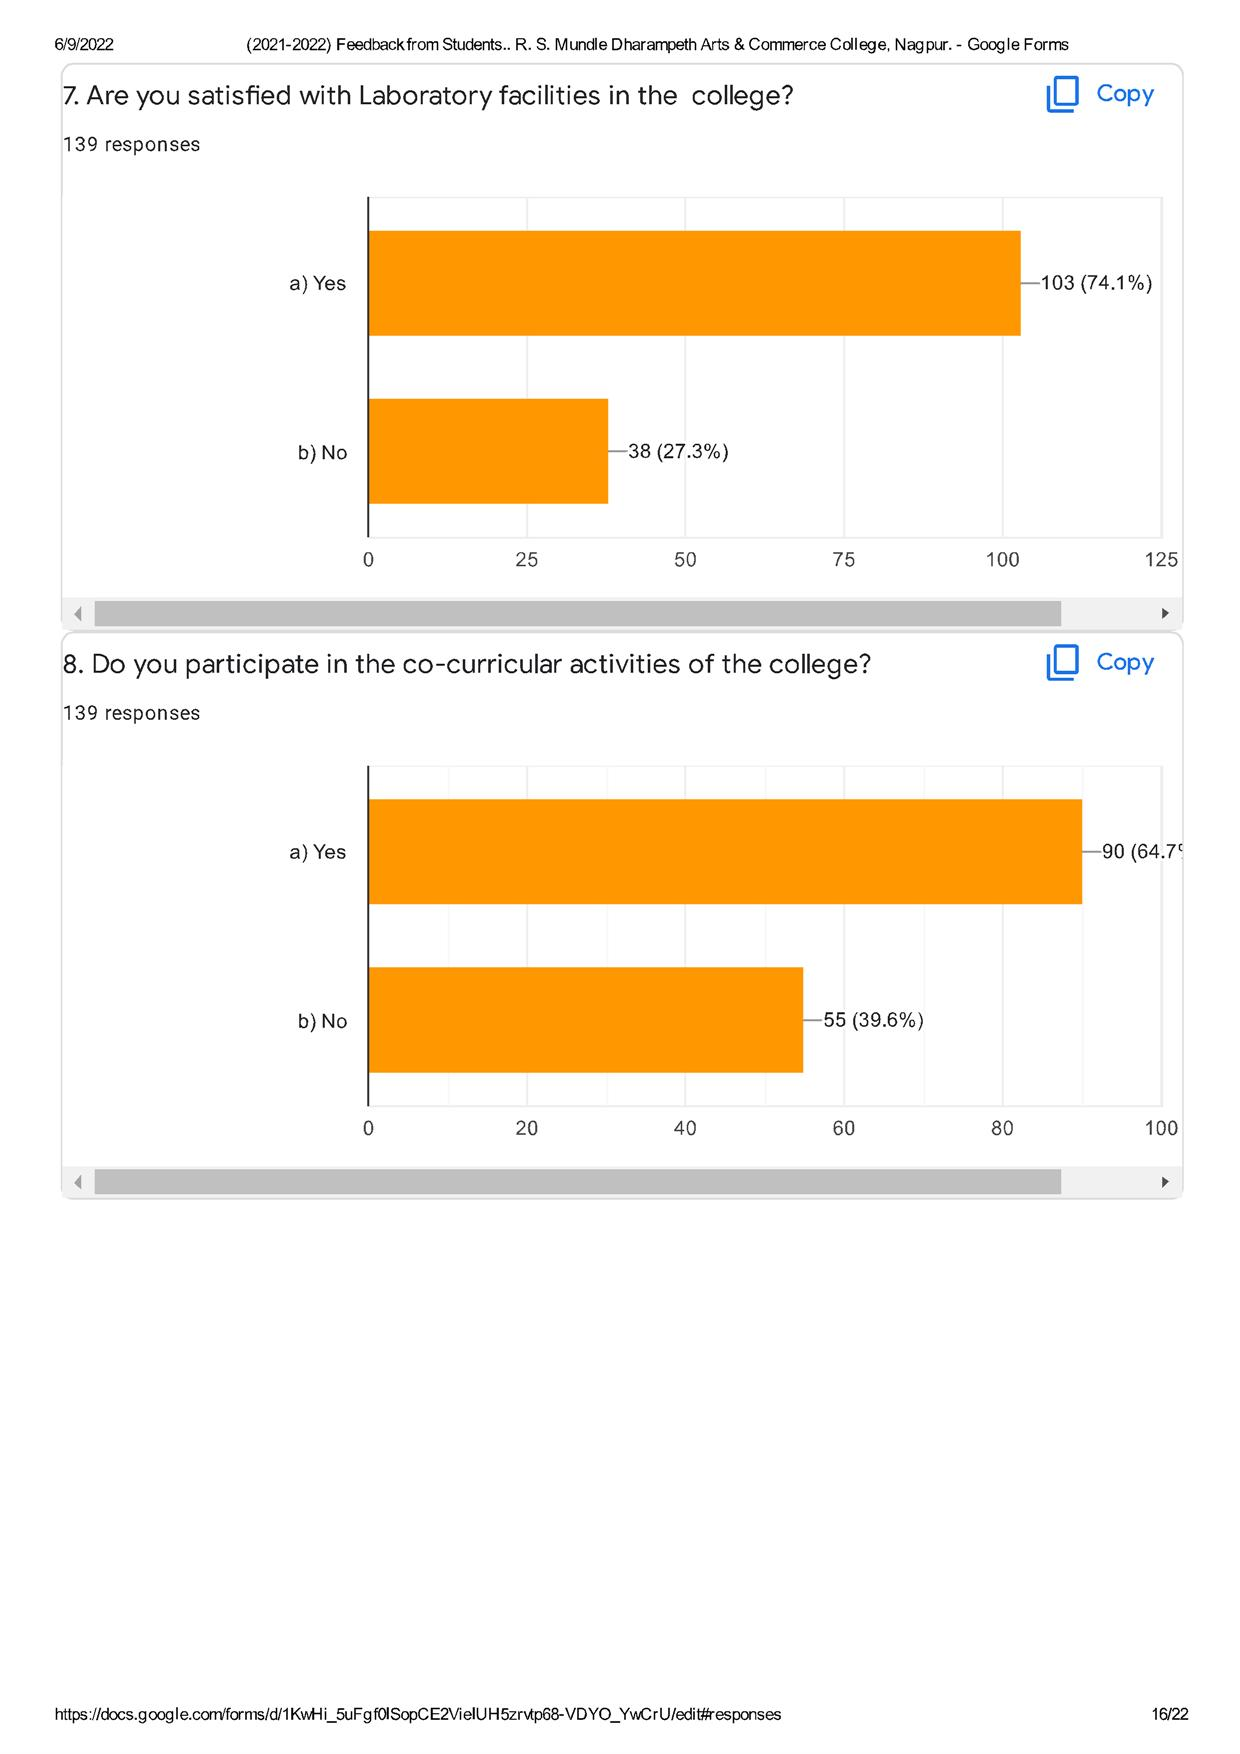 6/9/2022 (2021-2022) Feedback from Students.. R. S. Mundle Dharampeth Arts & Commerce College, Nagpur. - Google Forms
7. Are you satisfied with Laboratory facilities in the college? Copy
139 responses
a) Yes 103 (74.1%)
b) No 38 (27.3%)
0 25 50 75 100 125
8. Do you participate in the co-curricular activities of the college? Copy
139 responses
a) Yes 90 (64.7%
b) No 55 (39.6%)
0 20 40 60 80 100
https://docs.google.com/forms/d/1KwHi_5uFgf0lSopCE2VielUH5zrvtp68-VDYO_YwCrU/edit#responses 16/22